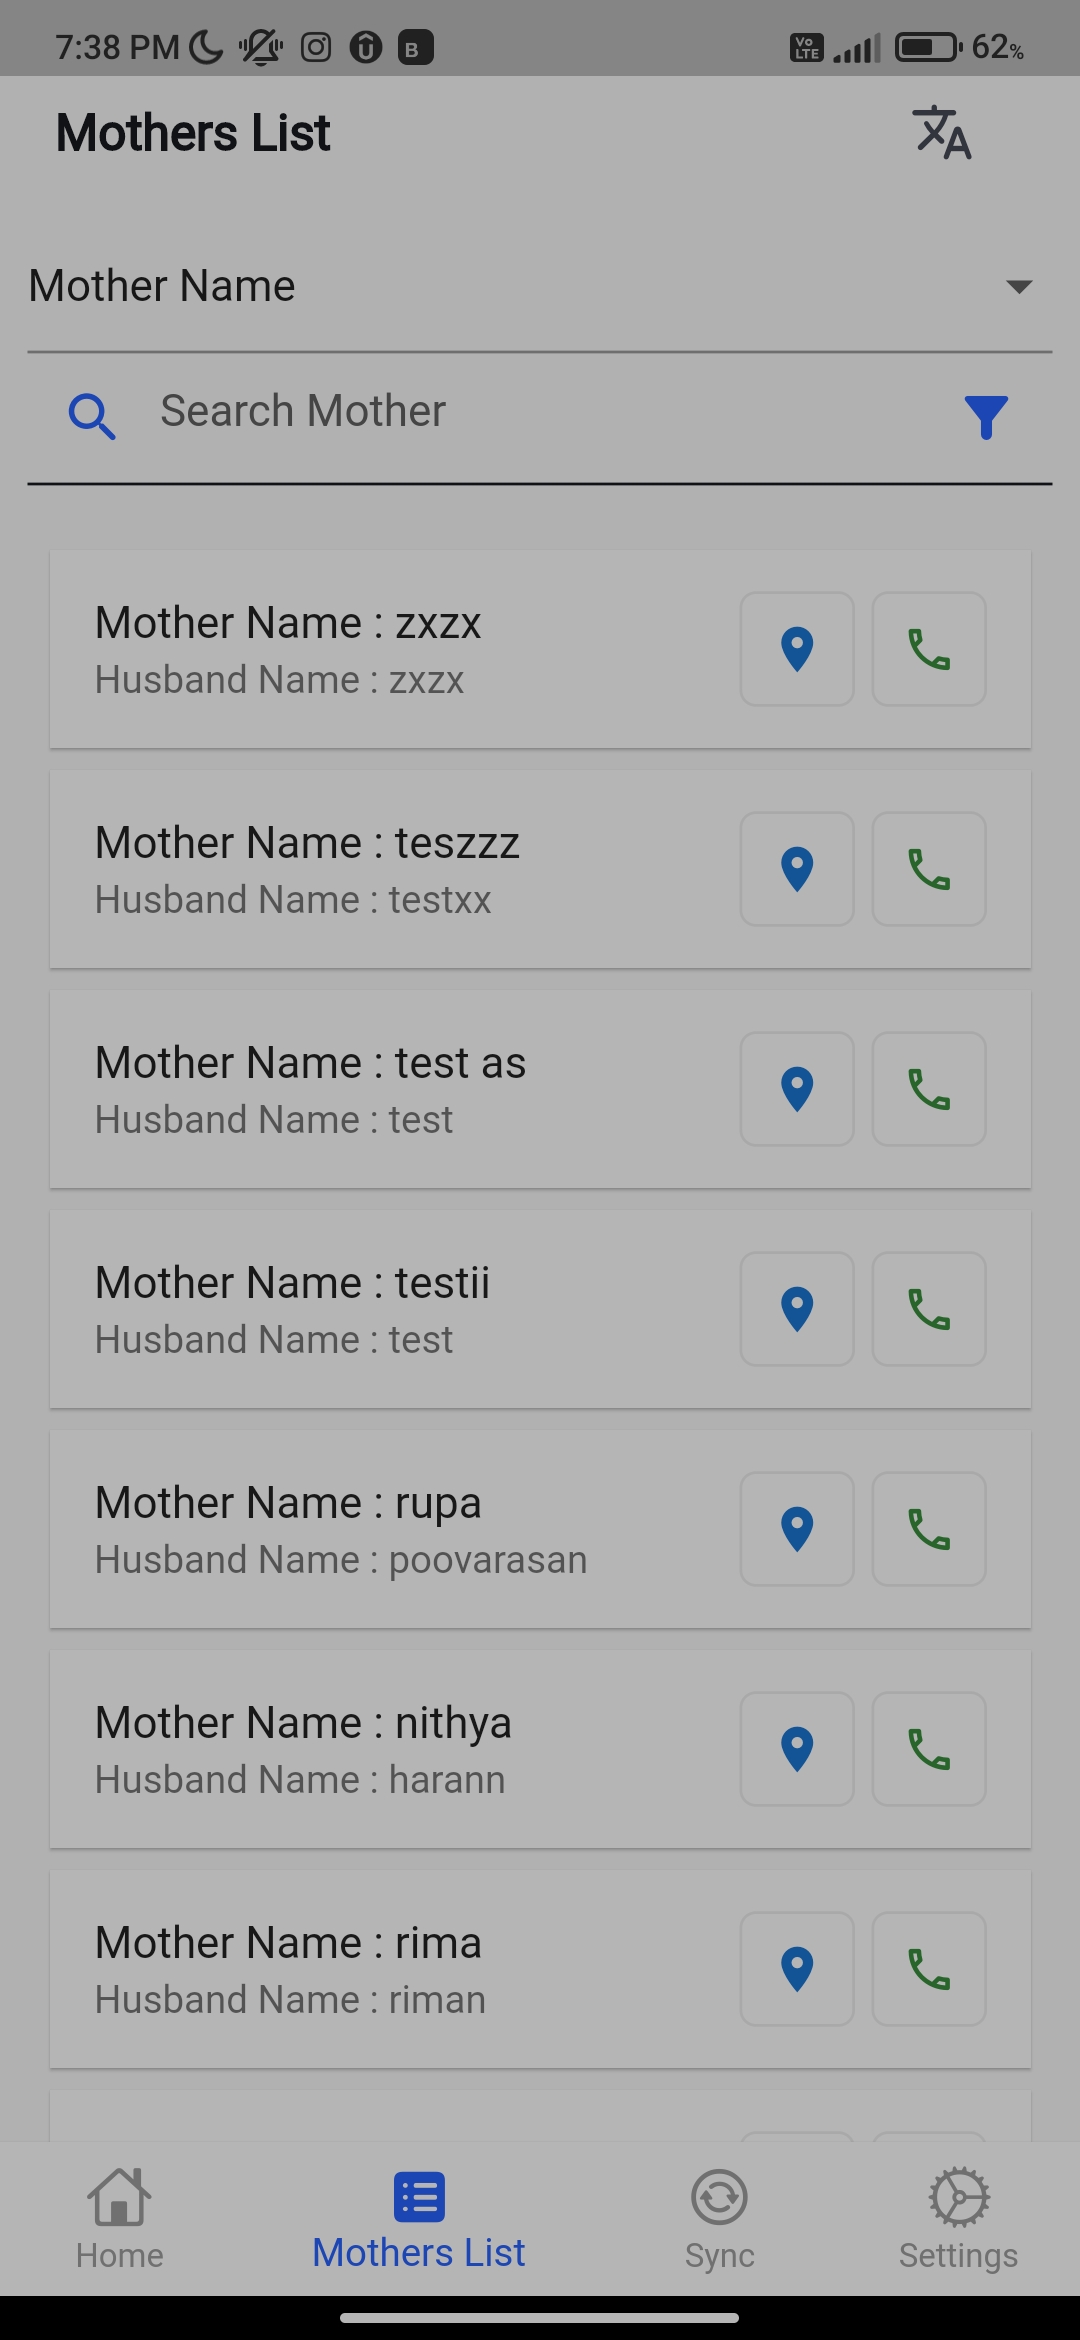 7:38 PM
B
Vo LTE
62%
Mothers List
Mother Name
Search Mother
Mother Name : zxzx
Husband Name : zxzx
Mother Name : teszzz
Husband Name : testxx
Mother Name : test as
Husband Name : test
Mother Name : testii
Husband Name : test
Mother Name : rupa
Husband Name : poovarasan
Mother Name : nithya
Husband Name : harann
Mother Name : rima
Husband Name : riman
Home
Mothers List
Sync
Settings